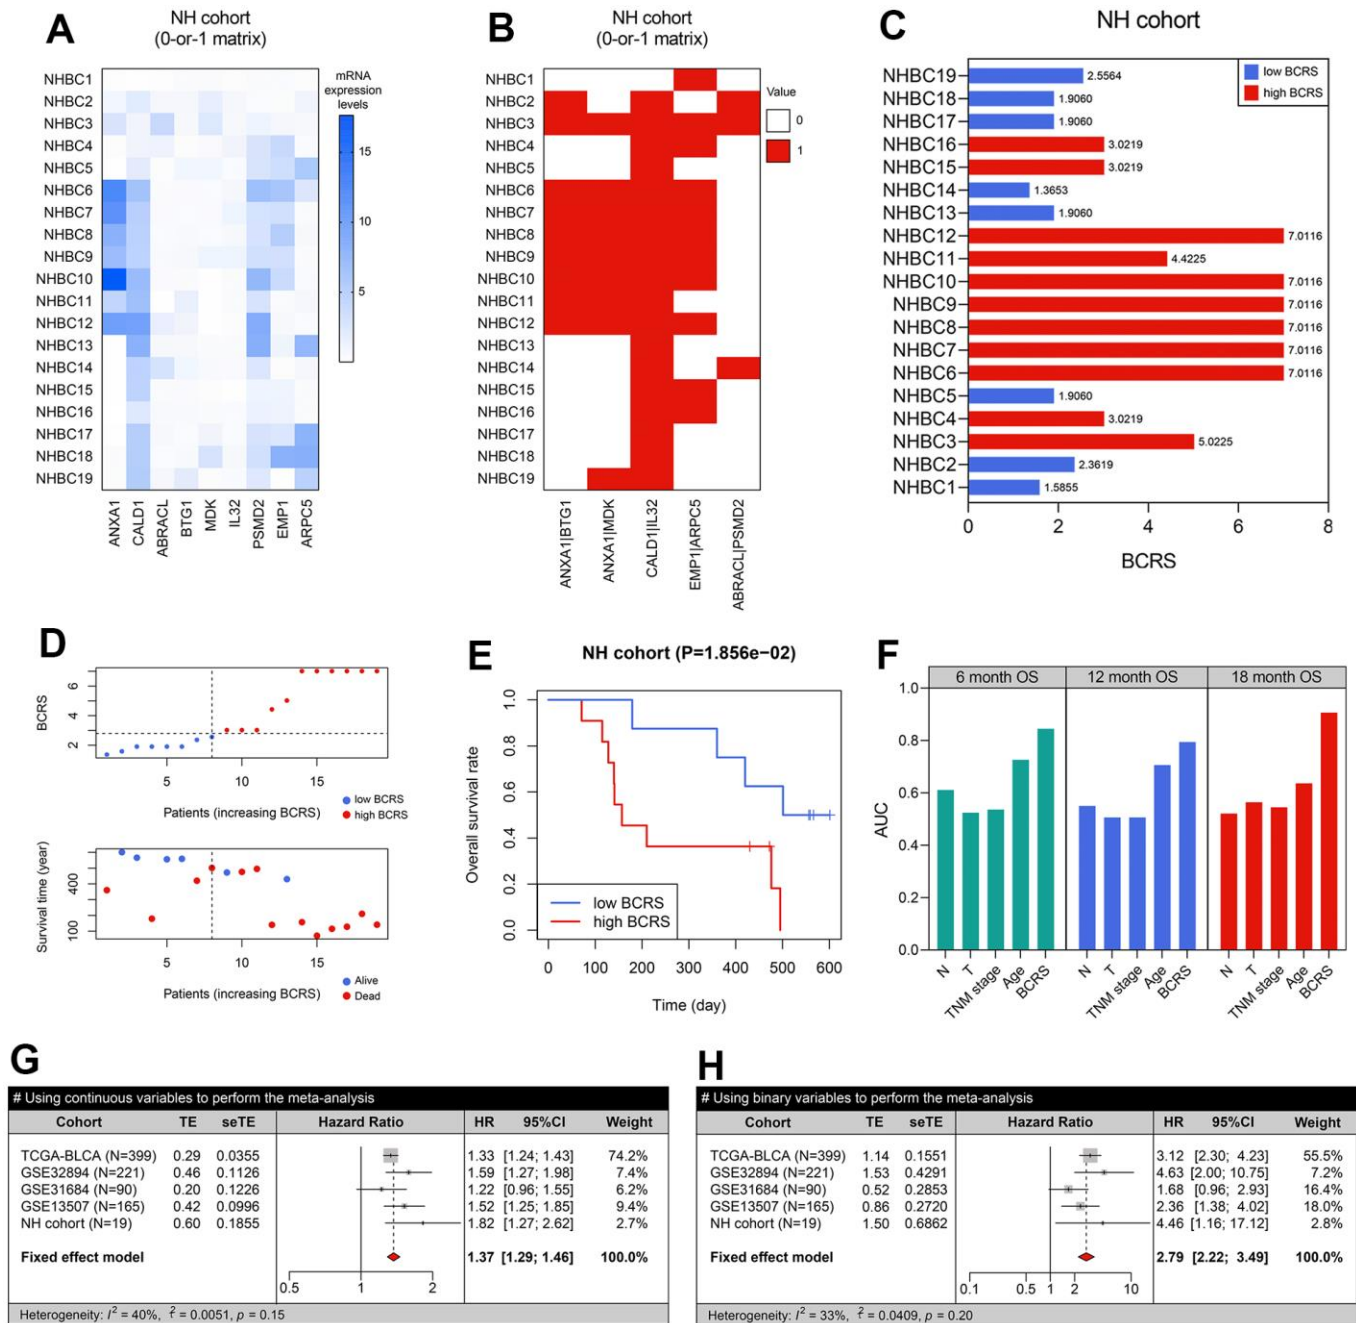 A
NH cohort
(0-or-1 matrix)
NHBC1
NHBC2
NHBC3
NHBC4
NHBC5
NHBC6
NHBC7
NHBC8
NHBC9
NHBC10
NHBC11
NHBC12
NHBC13
NHBC14
NHBC15
NHBC16
NHBC17
NHBC18
NHBC19
ANXA1
CALD1
ABRACL
BTG1
MDK
IL32
PSMD2
EMP1
ARPC5
mRNA
expression
levels
15
10
5
B
NH cohort
(0-or-1 matrix)
NHBC1
NHBC2
NHBC3
NHBC4
NHBC5
NHBC6
NHBC7
NHBC8
NHBC9
NHBC10
NHBC11
NHBC12
NHBC13
NHBC14
NHBC15
NHBC16
NHBC17
NHBC18
NHBC19
ANXA1|BTG1
ANXA1|MDK
CALD1|IL32
EMP1|ARPC5
ABRACL|PSMD2
Value
0
1
C
NH cohort
low BCRS
high BCRS
NHBC19 2.5564
NHBC18 1.9060
NHBC17 1.9060
NHBC16 3.0219
NHBC15 3.0219
NHBC14 1.3653
NHBC13 1.9060
NHBC12 7.0116
NHBC11 4.4225
NHBC10 7.0116
NHBC9 7.0116
NHBC8 7.0116
NHBC7 7.0116
NHBC6 7.0116
NHBC5 1.9060
NHBC4 3.0219
NHBC3 5.0225
NHBC2 2.3619
NHBC1 1.5855
0 2 4 6 8
BCRS
D
BCRS
6
4
2
5 10 15
Patients (increasing BCRS)
low BCRS
high BCRS
Survival time (year)
400
100
5 10 15
Patients (increasing BCRS)
Alive
Dead
E
NH cohort (P=1.856e−02)
Overall survival rate
1.0
0.8
0.6
0.4
0.2
0.0
low BCRS
high BCRS
0 100 200 300 400 500 600
Time (day)
F
6 month OS 12 month OS 18 month OS
AUC
1.0
0.8
0.6
0.4
0.2
0.0
N T TNM stage Age BCRS N T TNM stage Age BCRS N T TNM stage Age BCRS
G
# Using continuous variables to perform the meta-analysis
Cohort TE seTE Hazard Ratio HR 95%CI Weight
TCGA-BLCA (N=399) 0.29 0.0355 1.33 [1.24; 1.43] 74.2%
GSE32894 (N=221) 0.46 0.1126 1.59 [1.27; 1.98] 7.4%
GSE31684 (N=90) 0.20 0.1226 1.22 [0.96; 1.55] 6.2%
GSE13507 (N=165) 0.42 0.0996 1.52 [1.25; 1.85] 9.4%
NH cohort (N=19) 0.60 0.1855 1.82 [1.27; 2.62] 2.7%
Fixed effect model 1.37 [1.29; 1.46] 100.0%
0.5 1 2
Heterogeneity: I² = 40%, τ² = 0.0051, p = 0.15
H
# Using binary variables to perform the meta-analysis
Cohort TE seTE Hazard Ratio HR 95%CI Weight
TCGA-BLCA (N=399) 1.14 0.1551 3.12 [2.30; 4.23] 55.5%
GSE32894 (N=221) 1.53 0.4291 4.63 [2.00; 10.75] 7.2%
GSE31684 (N=90) 0.52 0.2853 1.68 [0.96; 2.93] 16.4%
GSE13507 (N=165) 0.86 0.2720 2.36 [1.38; 4.02] 18.0%
NH cohort (N=19) 1.50 0.6862 4.46 [1.16; 17.12] 2.8%
Fixed effect model 2.79 [2.22; 3.49] 100.0%
0.1 0.5 1 2 10
Heterogeneity: I² = 33%, τ² = 0.0409, p = 0.20